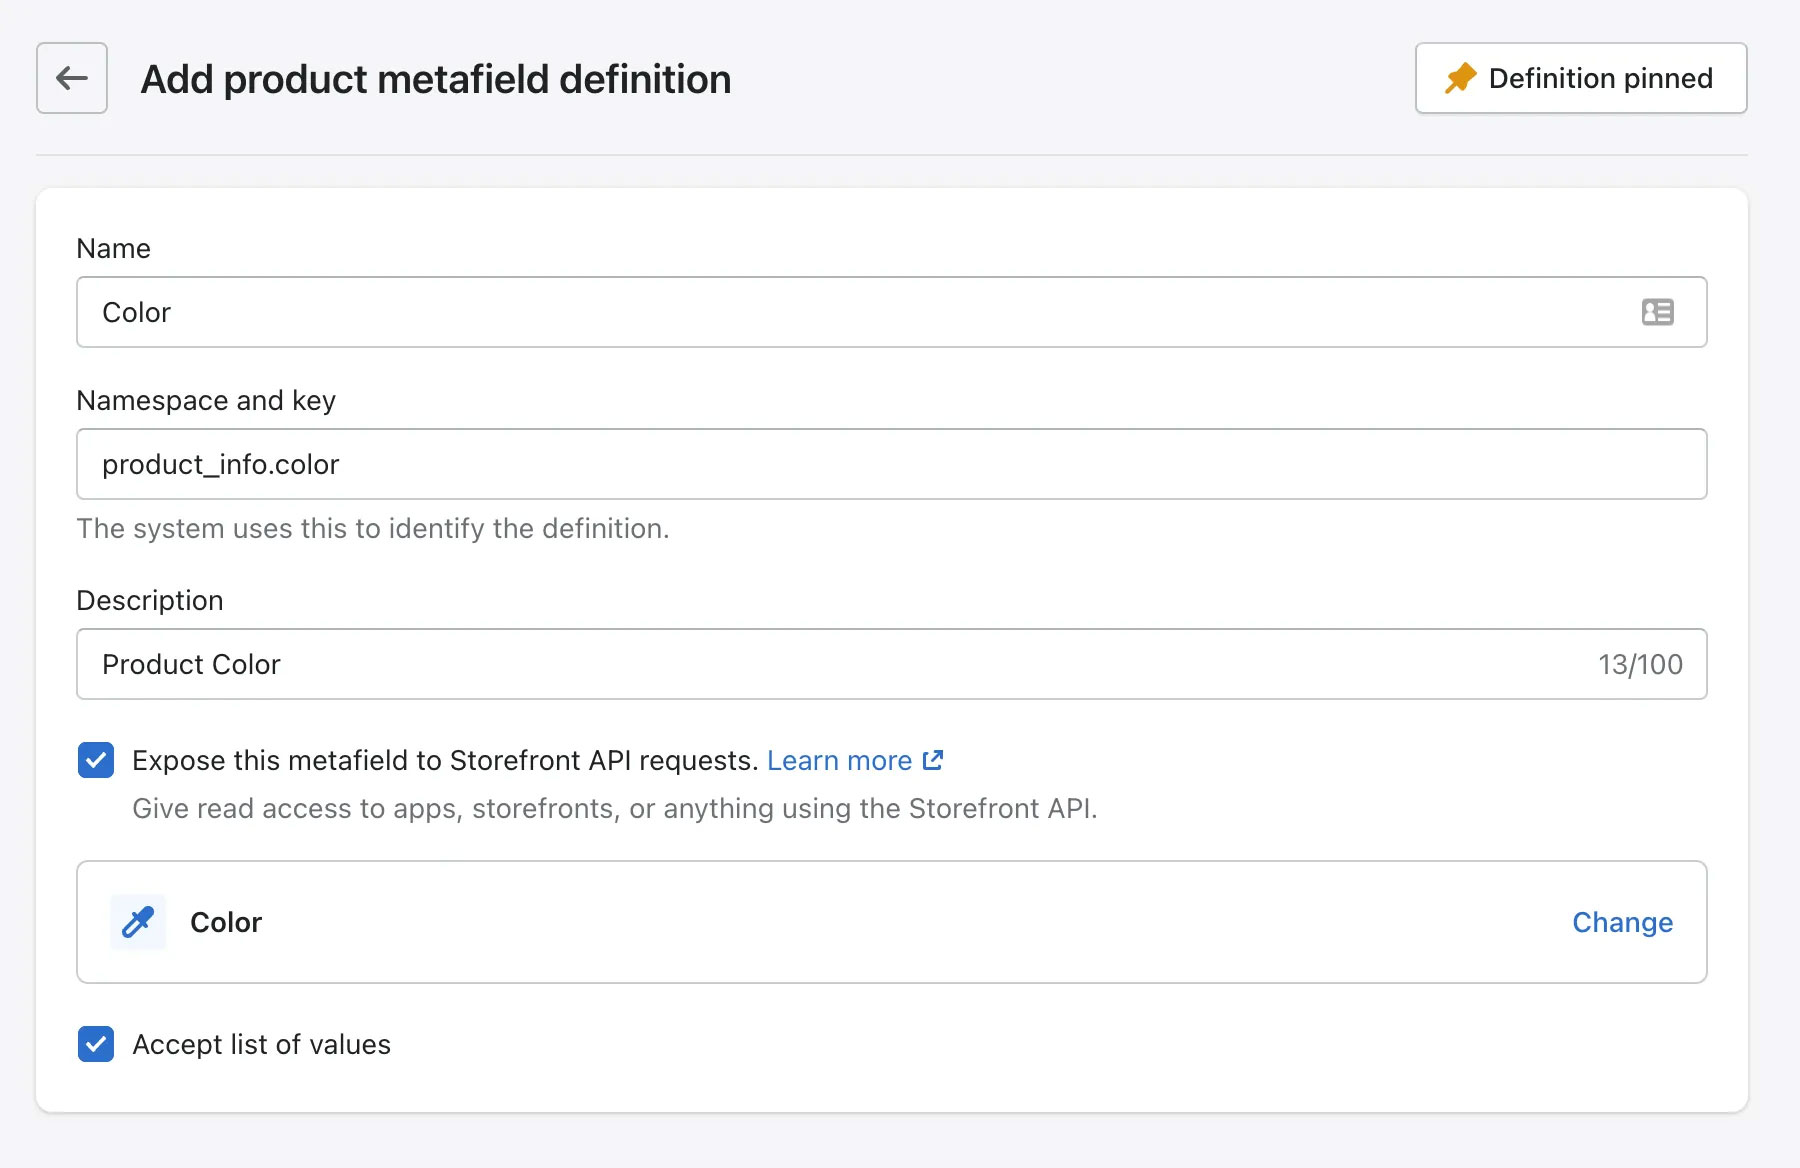 Add product metafield definition
Definition pinned
Name
Color
Namespace and key
product_info.color
The system uses this to identify the definition.
Description
Product Color
13/100
Expose this metafield to Storefront API requests. Learn more
Give read access to apps, storefronts, or anything using the Storefront API.
Color
Change
Accept list of values